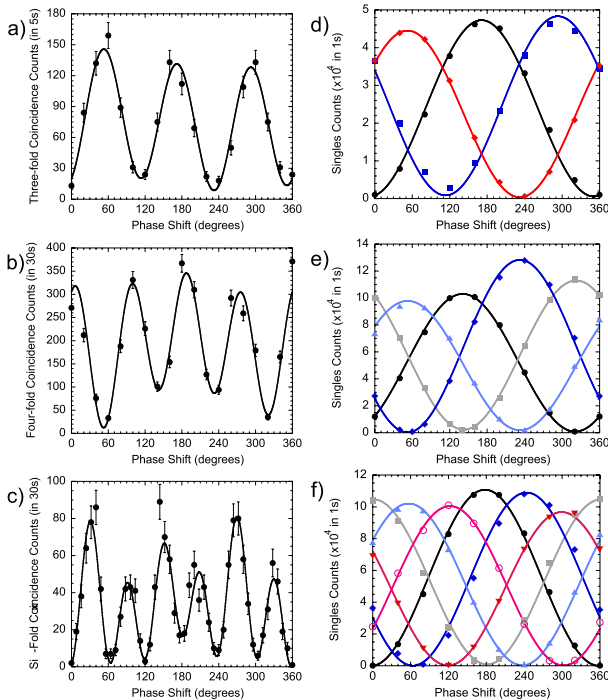 a)
Three-fold Coincidence Counts (in 5s)
180
150
120
90
60
30
0
0 60 120 180 240 300 360
Phase Shift (degrees)
d)
Singles Counts (x10⁴ in 1s)
5
4
3
2
1
0
0 60 120 180 240 300 360
Phase Shift (degrees)
b)
Four-fold Coincidence Counts (in 30s)
400
350
300
250
200
150
100
50
0
0 60 120 180 240 300 360
Phase Shift (degrees)
e)
Singles Counts (x10⁴ in 1s)
14
12
10
8
6
4
2
0
0 60 120 180 240 300 360
Phase Shift (degrees)
c)
Si -Fold Coincidence Counts (in 30s)
100
80
60
40
20
0
0 60 120 180 240 300 360
Phase Shift (degrees)
f)
Singles Counts (x10⁴ in 1s)
12
10
8
6
4
2
0
0 60 120 180 240 300 360
Phase Shift (degrees)